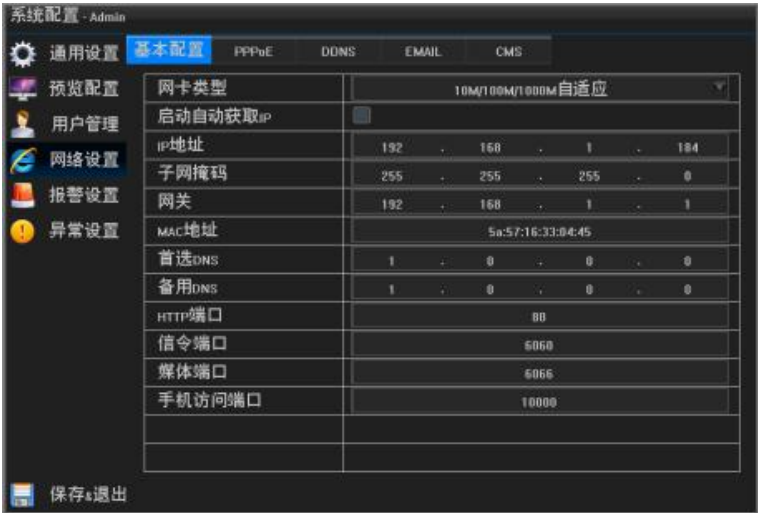 系统配置 - Admin
通用设置
预览配置
用户管理
网络设置
报警设置
异常设置
保存&退出
基本配置 PPPoE DDNS EMAIL CMS
网卡类型 10M/100M/1000M自适应
启动自动获取IP
IP地址 192 . 168 . 1 . 184
子网掩码 255 . 255 . 255 . 0
网关 192 . 168 . 1 . 1
MAC地址 5a:57:16:33:04:45
首选DNS 1 . 0 . 0 . 0
备用DNS 1 . 0 . 0 . 0
HTTP端口 80
信令端口 6060
媒体端口 6066
手机访问端口 10000